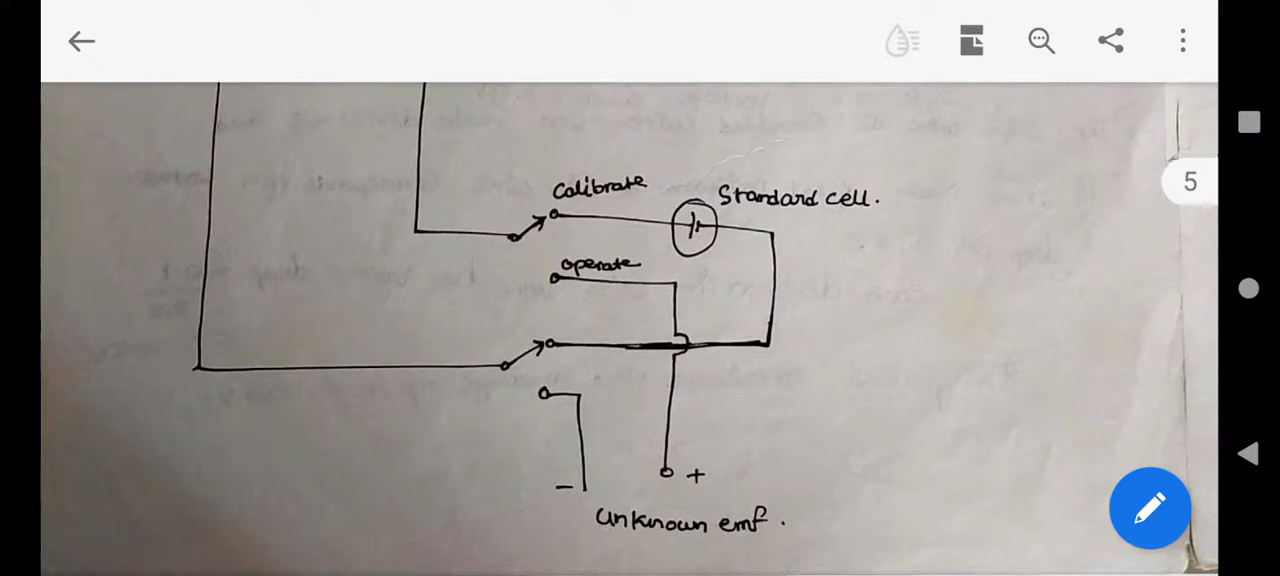 5
Calibrate
Standard cell.
operate
+
-
unknown emf.